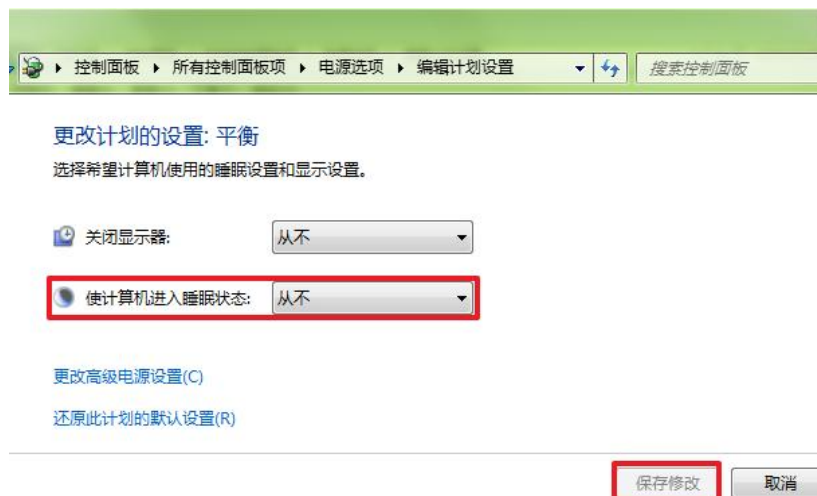 控制面板 所有控制面板项 电源选项 编辑计划设置 搜索控制面板
更改计划的设置: 平衡
选择希望计算机使用的睡眠设置和显示设置。
关闭显示器: 从不
使计算机进入睡眠状态: 从不
更改高级电源设置(C)
还原此计划的默认设置(R)
保存修改 取消